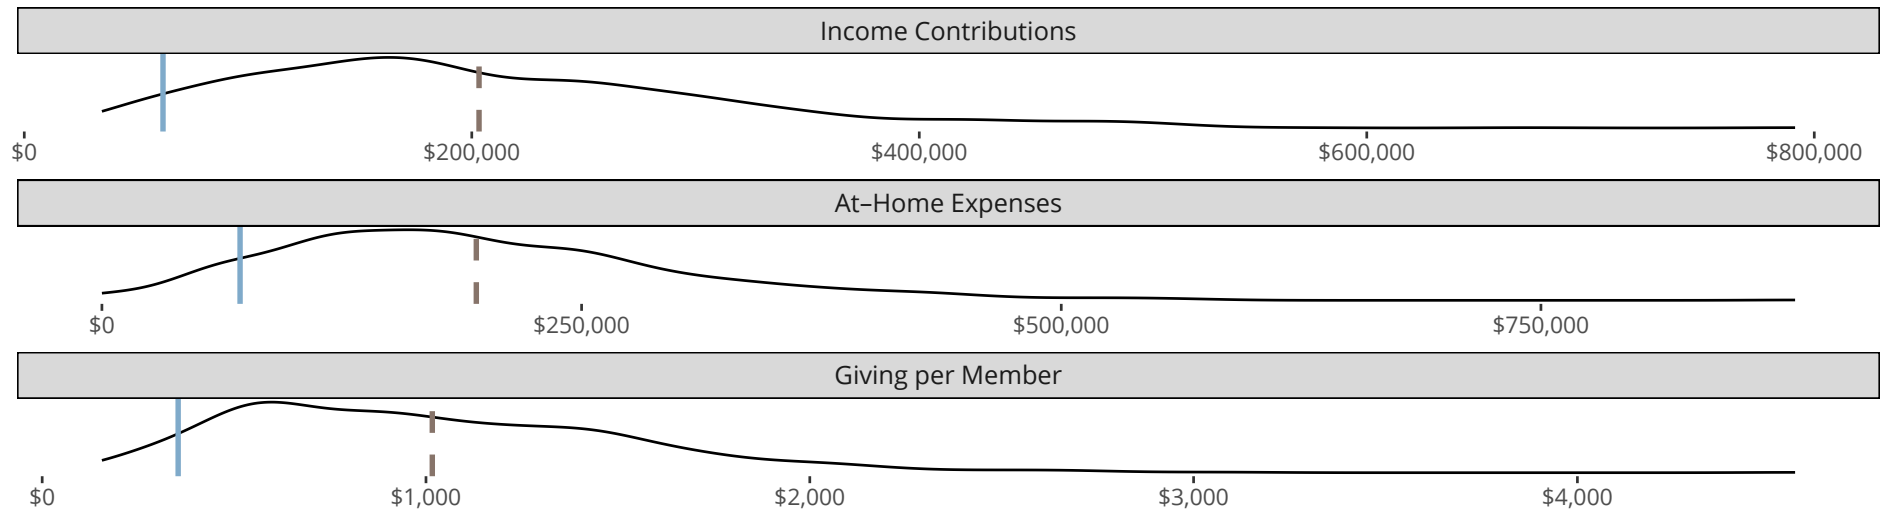 Income Contributions
$0 $200,000 $400,000 $600,000 $800,000
At–Home Expenses
$0 $250,000 $500,000 $750,000
Giving per Member
$0 $1,000 $2,000 $3,000 $4,000